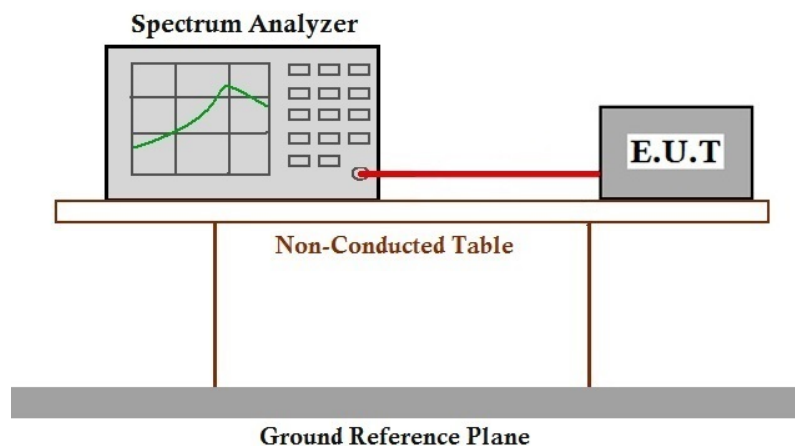 Spectrum Analyzer
E.U.T
Non-Conducted Table
Ground Reference Plane